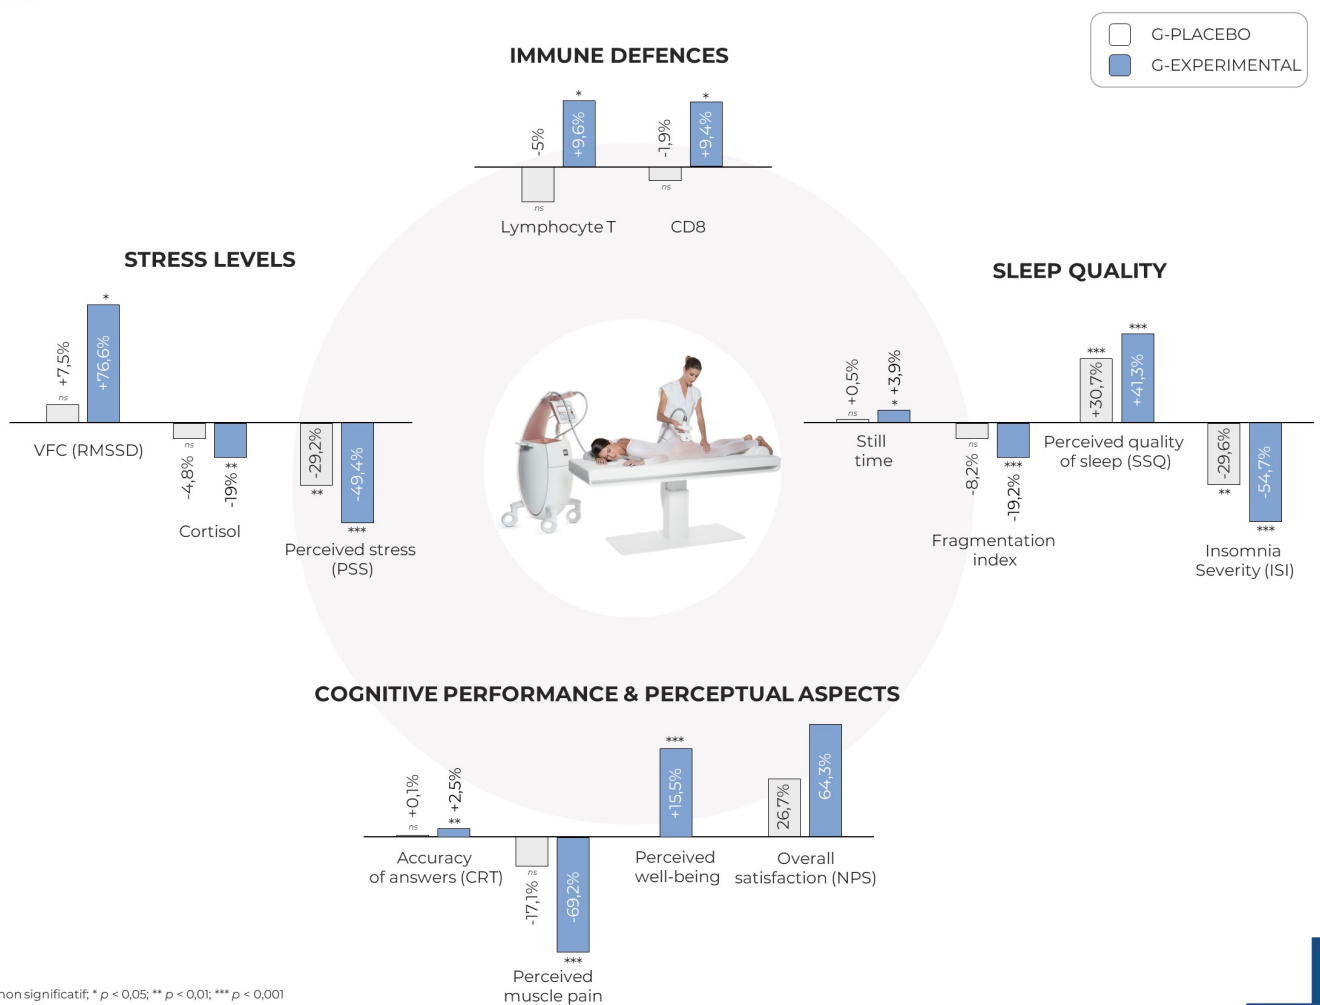 G-PLACEBO
G-EXPERIMENTAL
IMMUNE DEFENCES
-5%
ns
*
+9,6%
Lymphocyte T
-1,9%
ns
*
+9,4%
CD8
STRESS LEVELS
+7,5%
ns
*
+76,6%
VFC (RMSSD)
ns
-4,8%
**
-19%
Cortisol
-29,2%
**
-49,4%
***
Perceived stress
(PSS)
SLEEP QUALITY
+0,5%
ns
+3,9%
*
Still
time
ns
-8,2%
***
-19,2%
Fragmentation
index
***
+30,7%
***
+41,3%
Perceived quality
of sleep (SSQ)
-29,6%
**
-54,7%
***
Insomnia
Severity (ISI)
COGNITIVE PERFORMANCE & PERCEPTUAL ASPECTS
+0,1%
ns
+2,5%
**
Accuracy
of answers (CRT)
ns
-17,1%
-69,2%
***
Perceived
muscle pain
***
+15,5%
Perceived
well-being
26,7%
64,3%
Overall
satisfaction (NPS)
non significatif; * p < 0,05; ** p < 0,01; *** p < 0,001